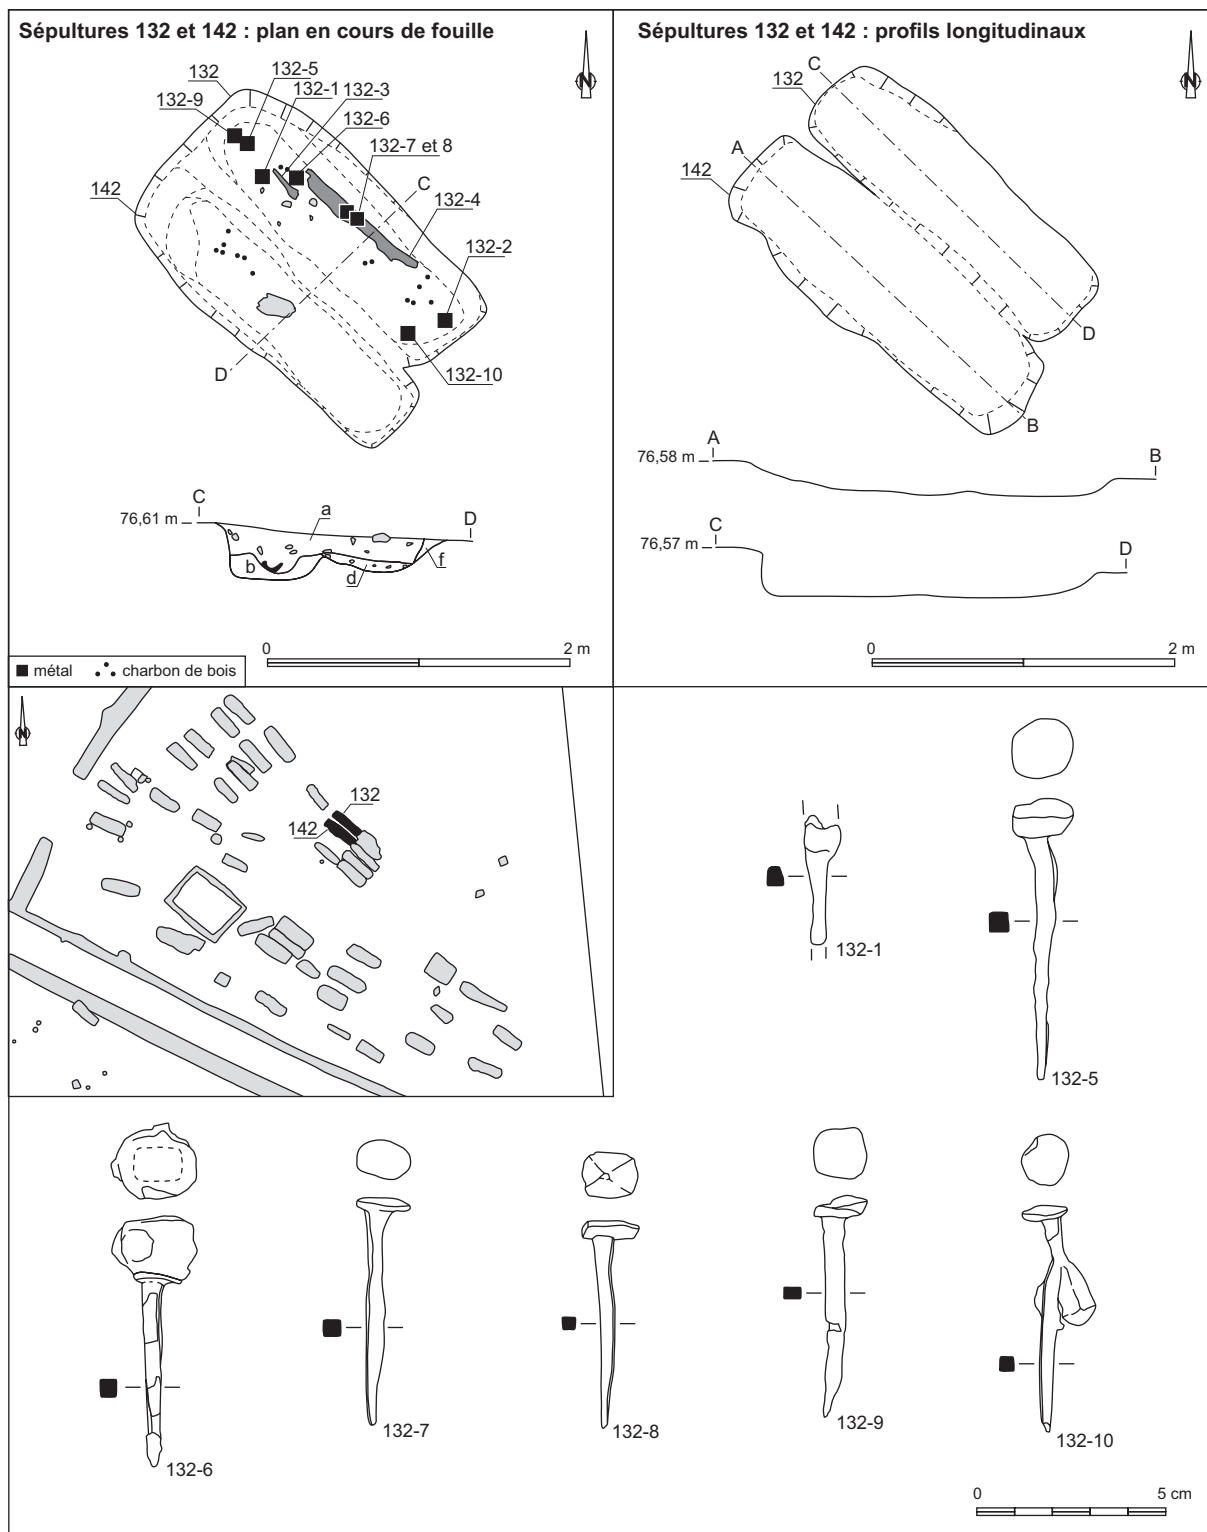 Sépultures 132 et 142 : plan en cours de fouille
N
132
132-5
132-1
132-3
132-9
132-6
132-7 et 8
C
142
132-4
132-2
D
132-10
C
a
76,61 m
D
b
d
f
0
2 m
métal
charbon de bois
Sépultures 132 et 142 : profils longitudinaux
N
C
132
A
142
D
B
A
76,58 m
B
C
76,57 m
D
0
2 m
N
132
142
132-1
132-5
132-6
132-7
132-8
132-9
132-10
0
5 cm